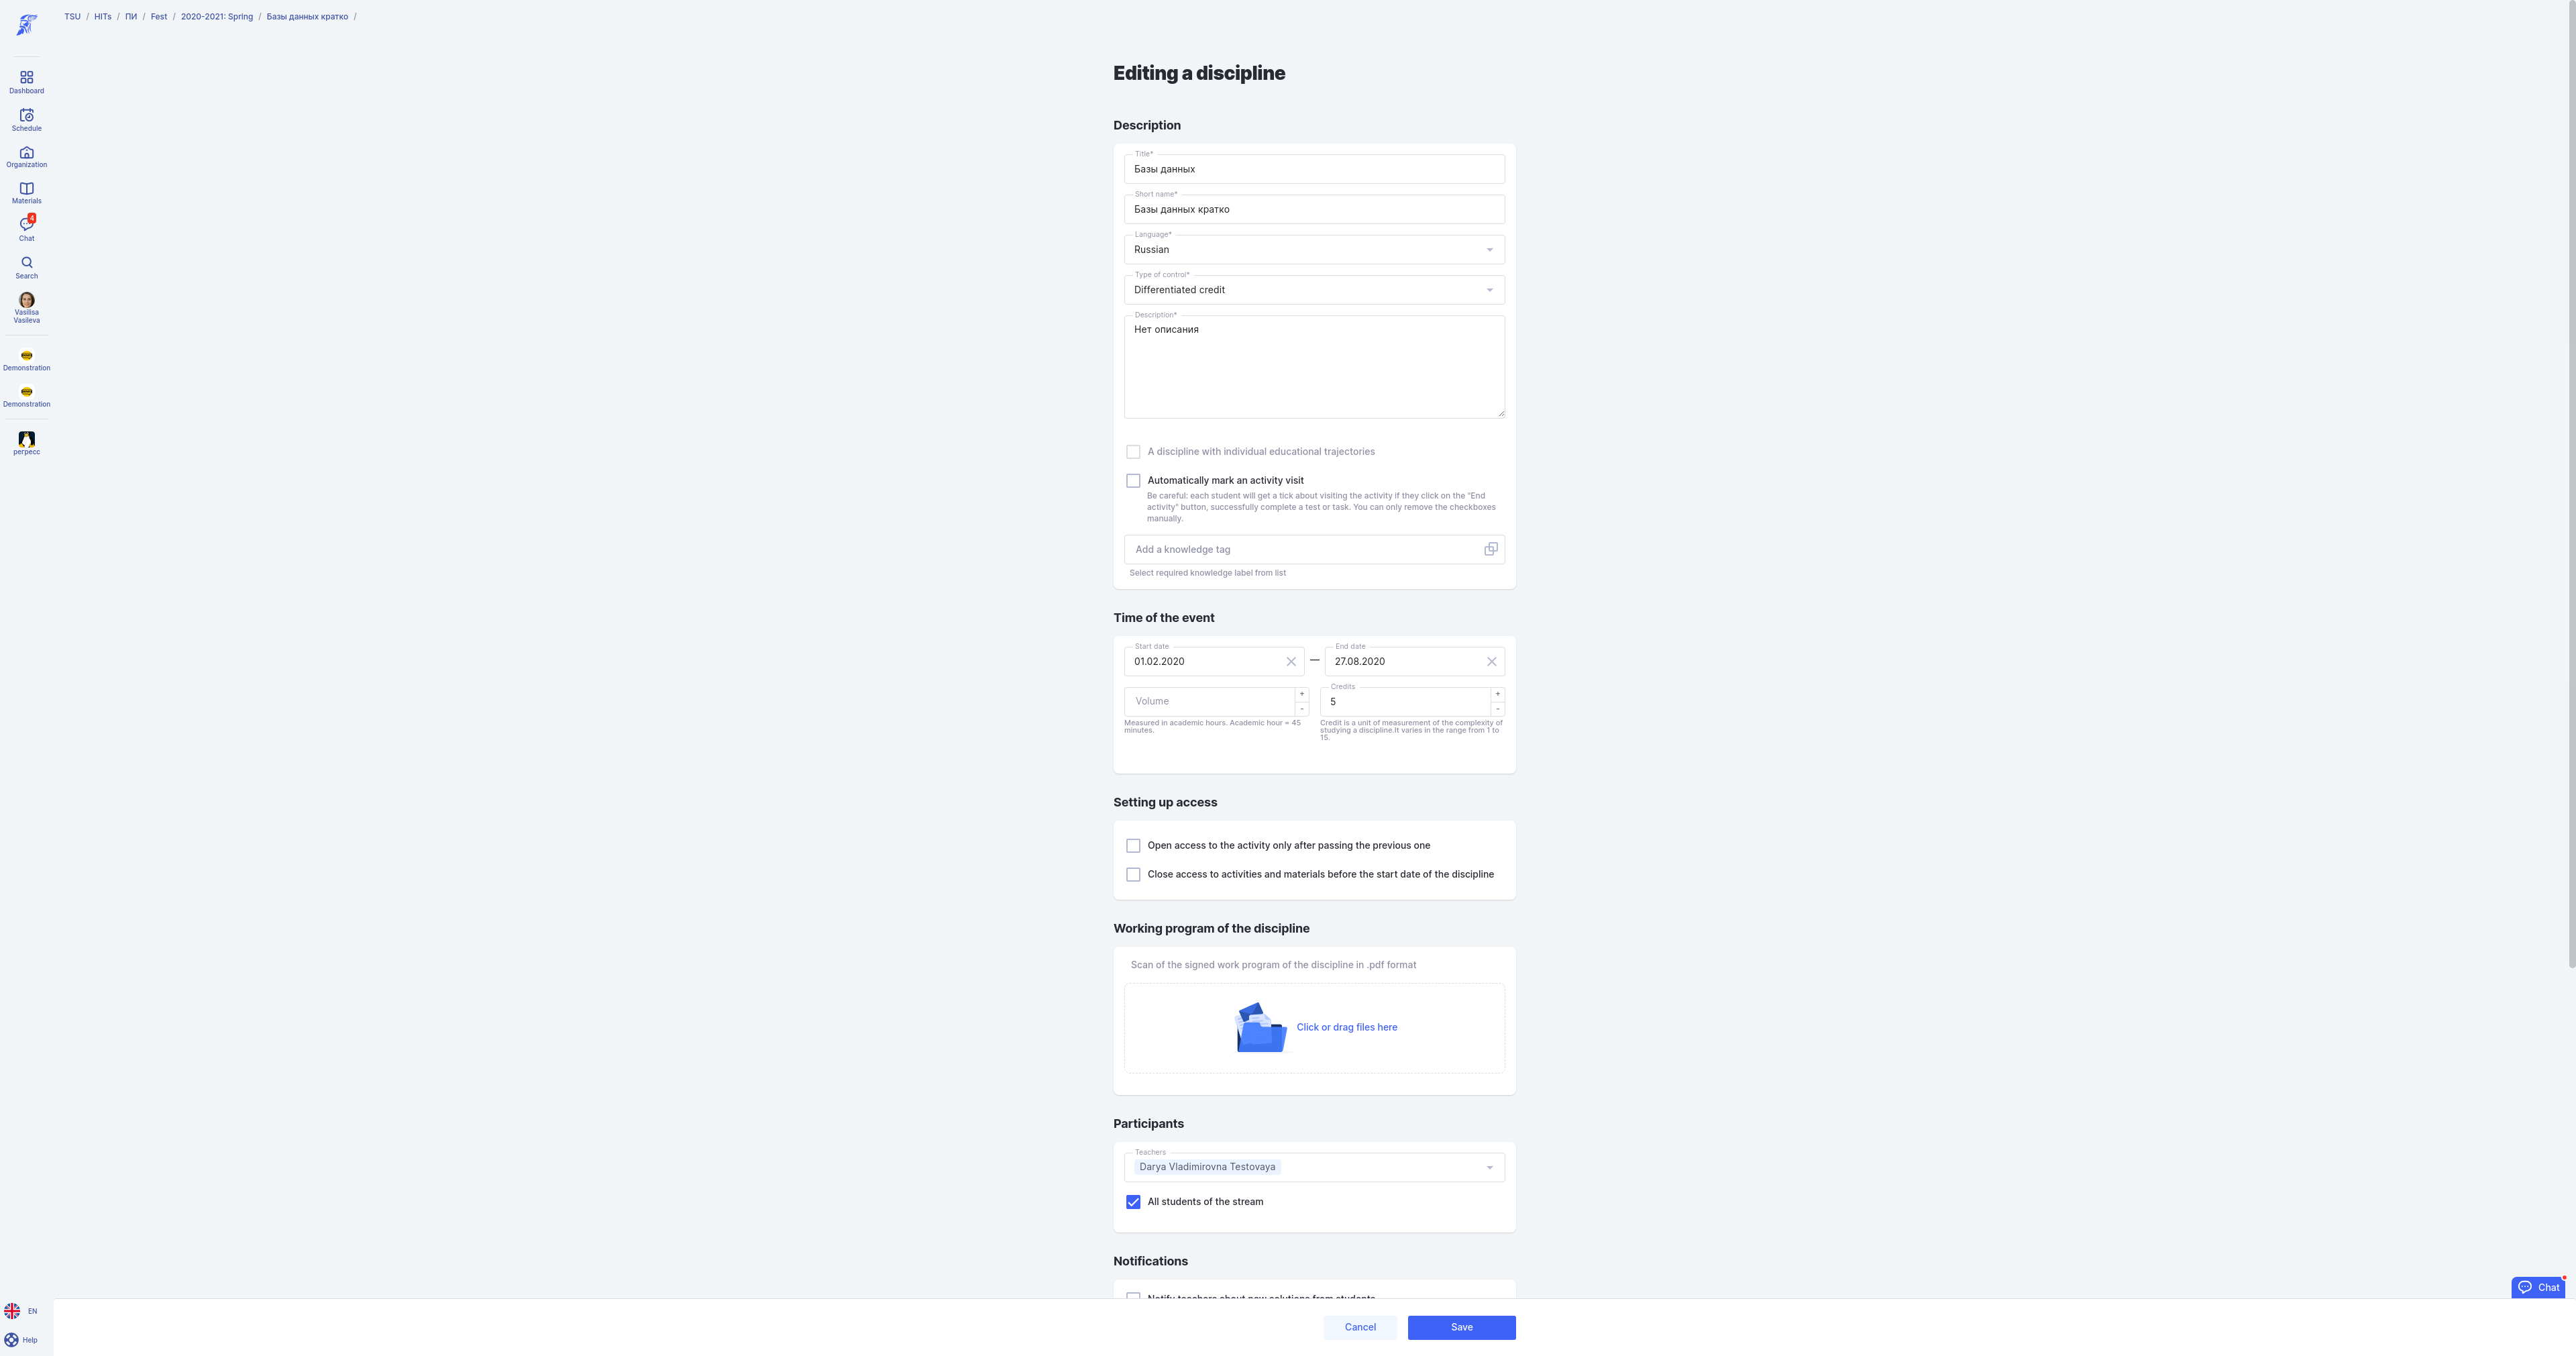 TSU / HITs / ПИ / Fest / 2020-2021: Spring / Базы данных кратко /
Dashboard
Schedule
Organization
Materials
4
Chat
Search
Vasilisa
Vasileva
Demonstration
Demonstration
регресс
EN
Help
Editing a discipline
Description
Title*
Базы данных
Short name*
Базы данных кратко
Language*
Russian
Type of control*
Differentiated credit
Description*
Нет описания
A discipline with individual educational trajectories
Automatically mark an activity visit
Be careful: each student will get a tick about visiting the activity if they click on the "End
activity" button, successfully complete a test or task. You can only remove the checkboxes
manually.
Add a knowledge tag
Select required knowledge label from list
Time of the event
Start date
01.02.2020
—
End date
27.08.2020
Volume
+
-
Measured in academic hours. Academic hour = 45
minutes.
Credits
5
+
-
Credit is a unit of measurement of the complexity of
studying a discipline.It varies in the range from 1 to
15.
Setting up access
Open access to the activity only after passing the previous one
Close access to activities and materials before the start date of the discipline
Working program of the discipline
Scan of the signed work program of the discipline in .pdf format
Click or drag files here
Participants
Teachers
Darya Vladimirovna Testovaya
All students of the stream
Notifications
Notify teachers about new solutions from students
Chat
Cancel
Save